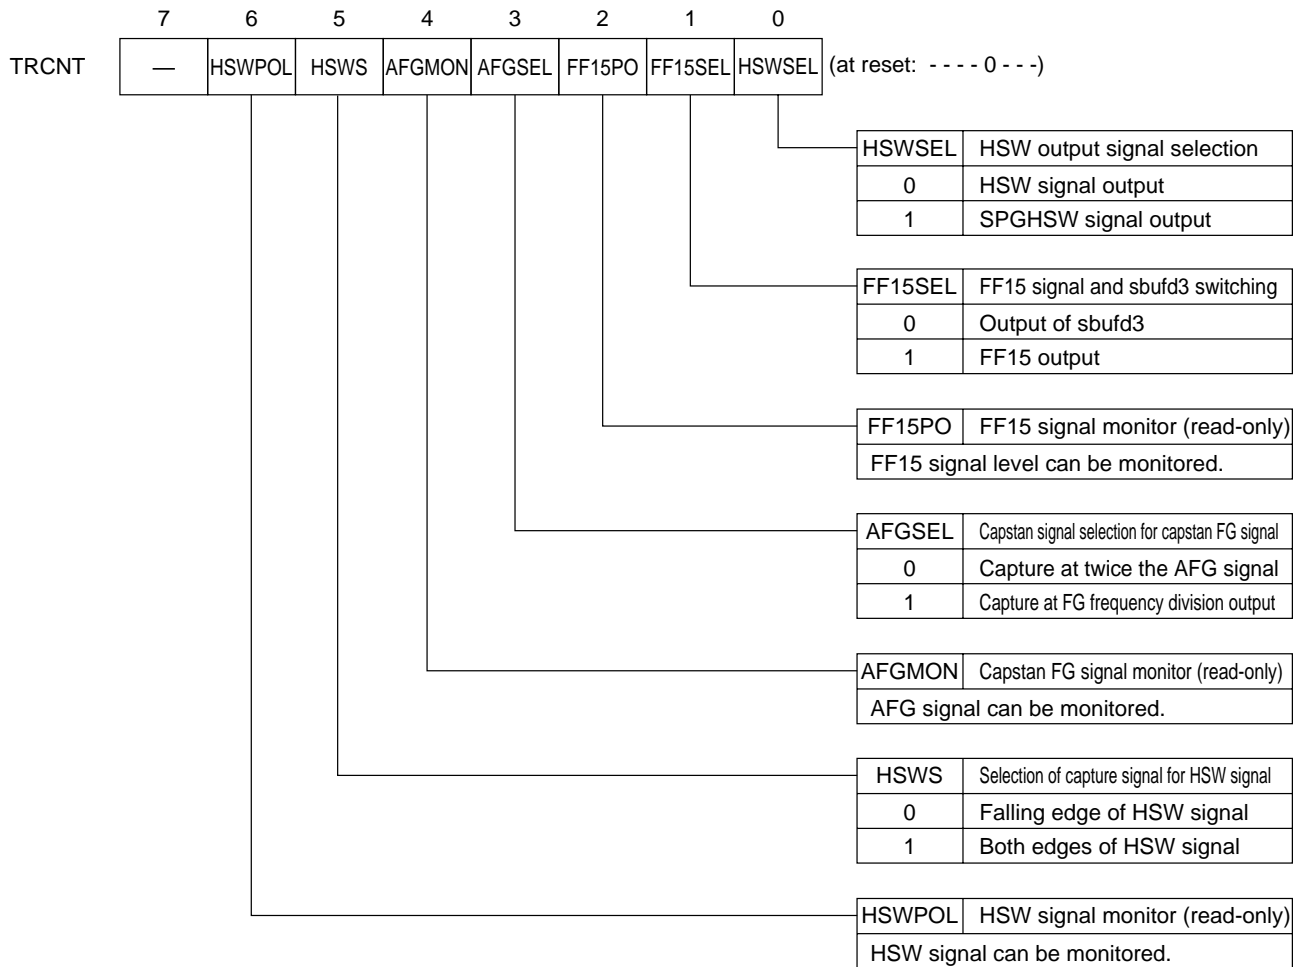 7 6 5 4 3 2 1 0
TRCNT — HSWPOL HSWS AFGMON AFGSEL FF15PO FF15SEL HSWSEL (at reset: - - - - 0 - - -)
HSWSEL HSW output signal selection
0 HSW signal output
1 SPGHSW signal output
FF15SEL FF15 signal and sbufd3 switching
0 Output of sbufd3
1 FF15 output
FF15PO FF15 signal monitor (read-only)
FF15 signal level can be monitored.
AFGSEL Capstan signal selection for capstan FG signal
0 Capture at twice the AFG signal
1 Capture at FG frequency division output
AFGMON Capstan FG signal monitor (read-only)
AFG signal can be monitored.
HSWS Selection of capture signal for HSW signal
0 Falling edge of HSW signal
1 Both edges of HSW signal
HSWPOL HSW signal monitor (read-only)
HSW signal can be monitored.